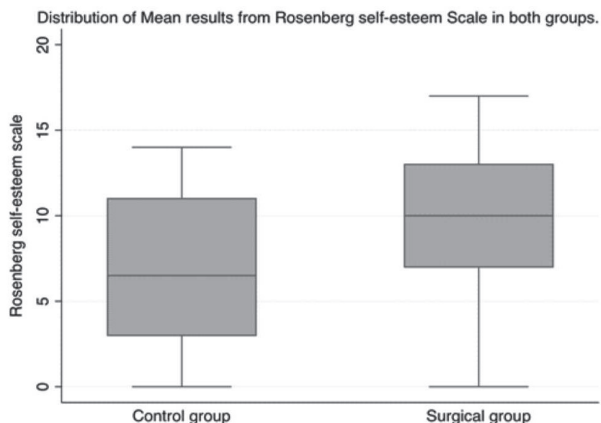 Distribution of Mean results from Rosenberg self-esteem Scale in both groups.
Rosenberg self-esteem scale
20
15
10
5
0
Control group
Surgical group